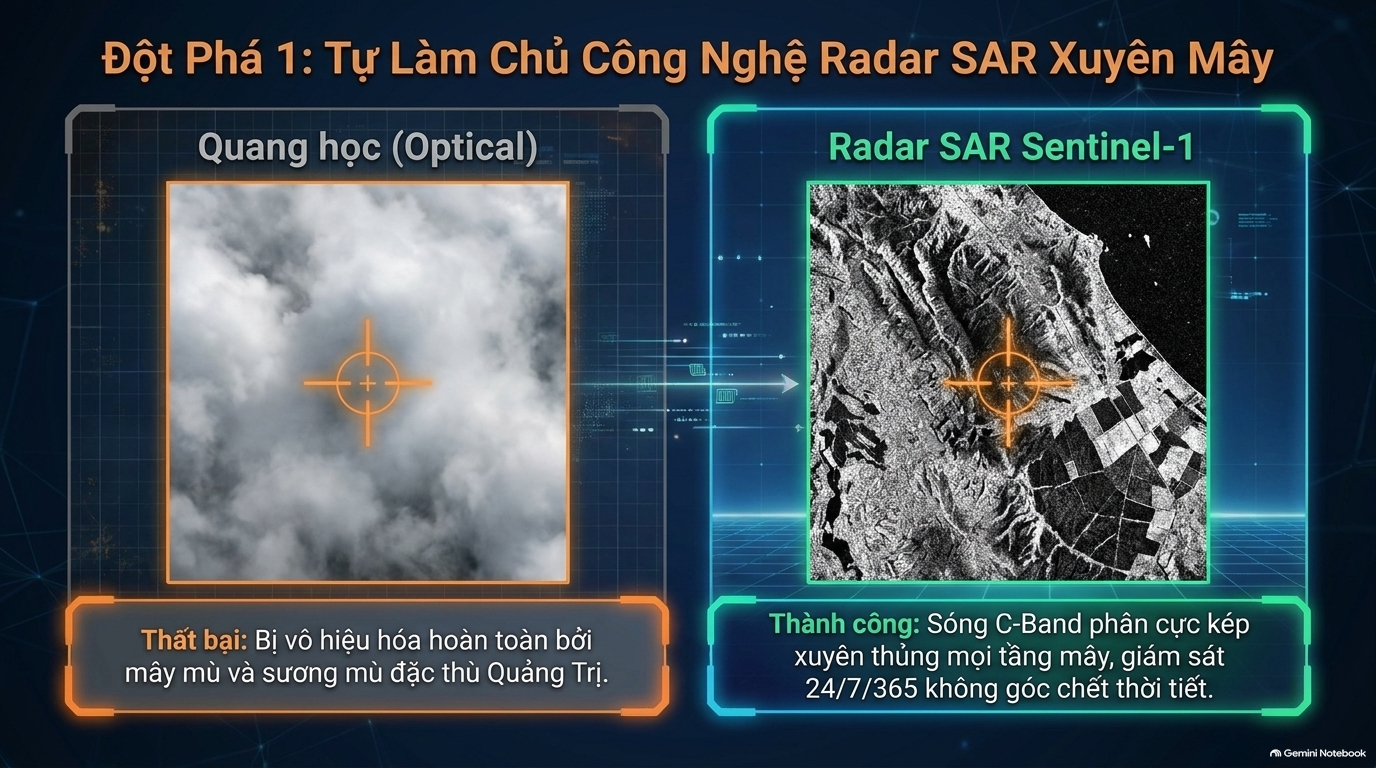 Đột Phá 1: Tự Làm Chủ Công Nghệ Radar SAR Xuyên Mây
Quang học (Optical)
Thất bại: Bị vô hiệu hóa hoàn toàn bởi
mây mù và sương mù đặc thù Quảng Trị.
Radar SAR Sentinel-1
Thành công: Sóng C-Band phân cực kép
xuyên thủng mọi tầng mây, giám sát
24/7/365 không góc chết thời tiết.
Gemini Notebook